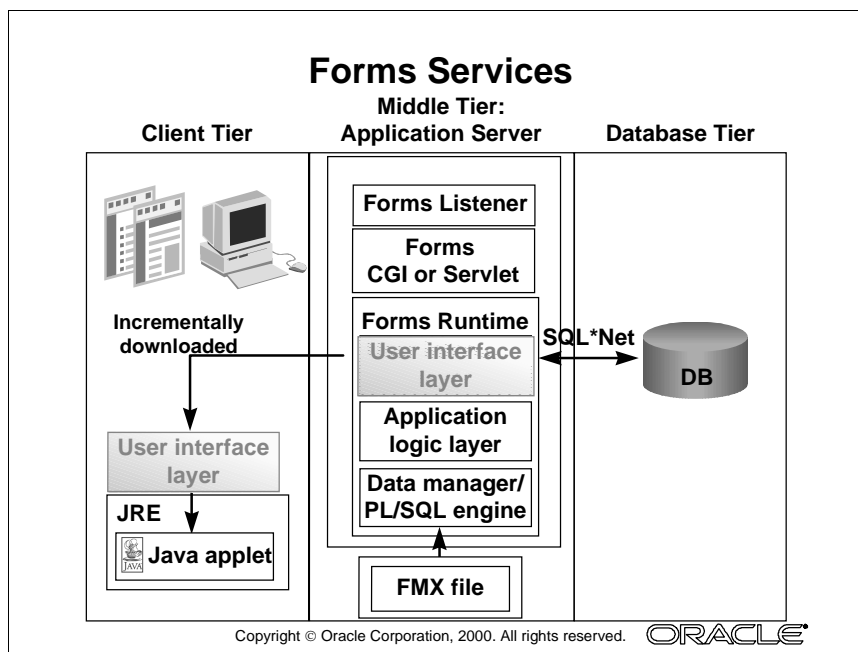 Forms Services
Client Tier
Middle Tier:
Application Server
Database Tier
Incrementally
downloaded
User interface
layer
JRE
JAVA
Java applet
Forms Listener
Forms
CGI or Servlet
Forms Runtime
User interface
layer
Application
logic layer
Data manager/
PL/SQL engine
FMX file
SQL*Net
DB
Copyright © Oracle Corporation, 2000. All rights reserved.
ORACLE®